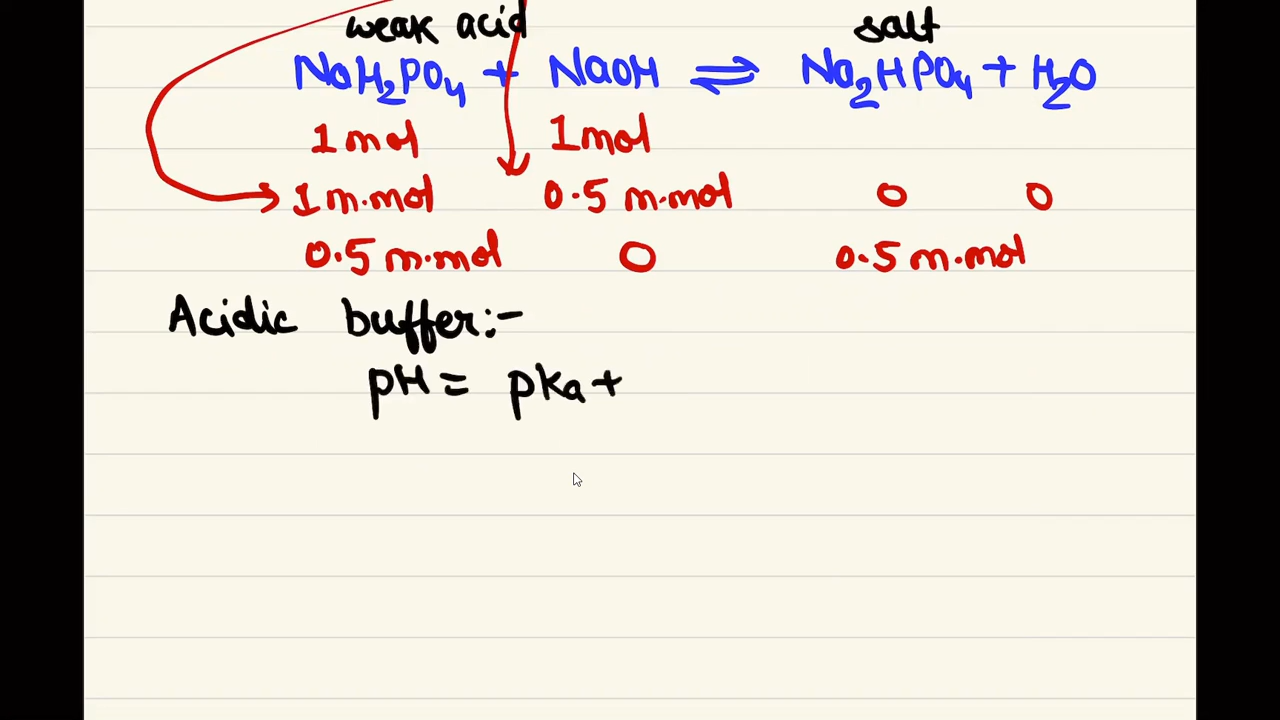 weak acid salt
NaH₂PO₄ + NaOH ⇌ Na₂HPO₄ + H₂O
1 mol 1 mol
1 m.mol 0.5 m.mol 0 0
0.5 m.mol 0 0.5 m.mol
Acidic buffer:-
pH = pka +